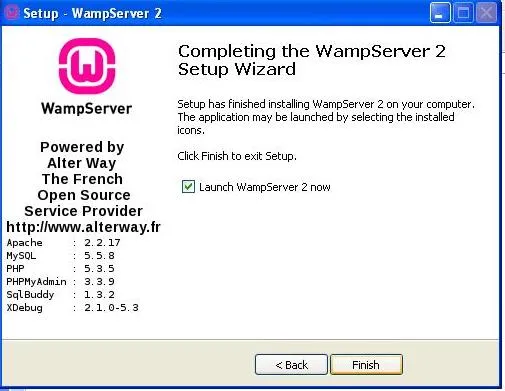 Setup - WampServer 2
WampServer
Powered by
Alter Way
The French
Open Source
Service Provider
http://www.alterway.fr
Apache : 2.2.17
MySQL : 5.5.8
PHP : 5.3.5
PHPMyAdmin : 3.3.9
SqlBuddy : 1.3.2
XDebug : 2.1.0-5.3
Completing the WampServer 2
Setup Wizard
Setup has finished installing WampServer 2 on your computer.
The application may be launched by selecting the installed
icons.
Click Finish to exit Setup.
Launch WampServer 2 now
< Back
Finish